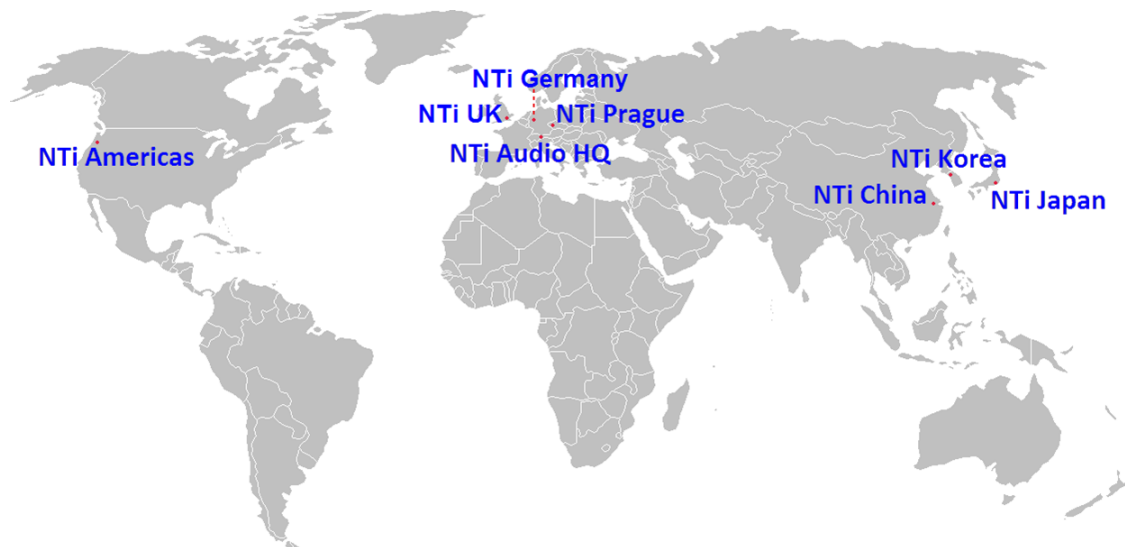 NTi Germany
NTi UK
NTi Prague
NTi Americas
NTi Audio HQ
NTi Korea
NTi China
NTi Japan